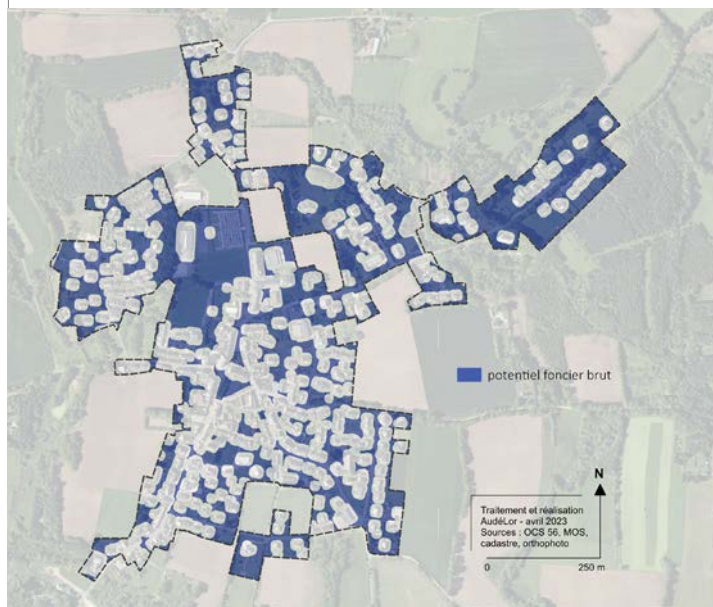 potentiel foncier brut
N
Traitement et réalisation
AudéLor - avril 2023
Sources : OCS 56, MOS,
cadastre, orthophoto
0 250 m